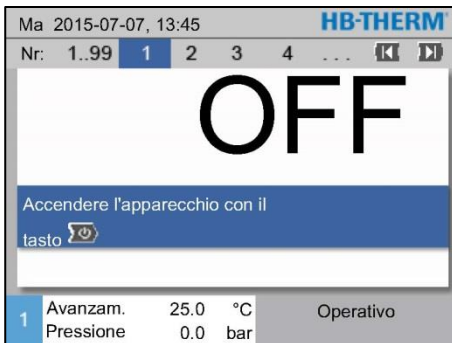 Ma 2015-07-07, 13:45 HB-THERM
Nr: 1..99 1 2 3 4 ...
OFF
Accendere l'apparecchio con il
tasto
1 Avanzam. 25.0 °C Operativo
Pressione 0.0 bar